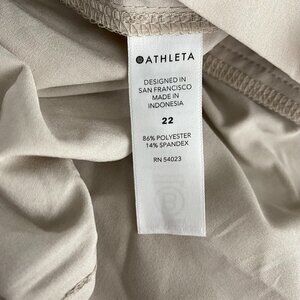 ATHLETA
DESIGNED IN
SAN FRANCISCO
MADE IN
INDONESIA
22
86% POLYESTER
14% SPANDEX
RN 54023